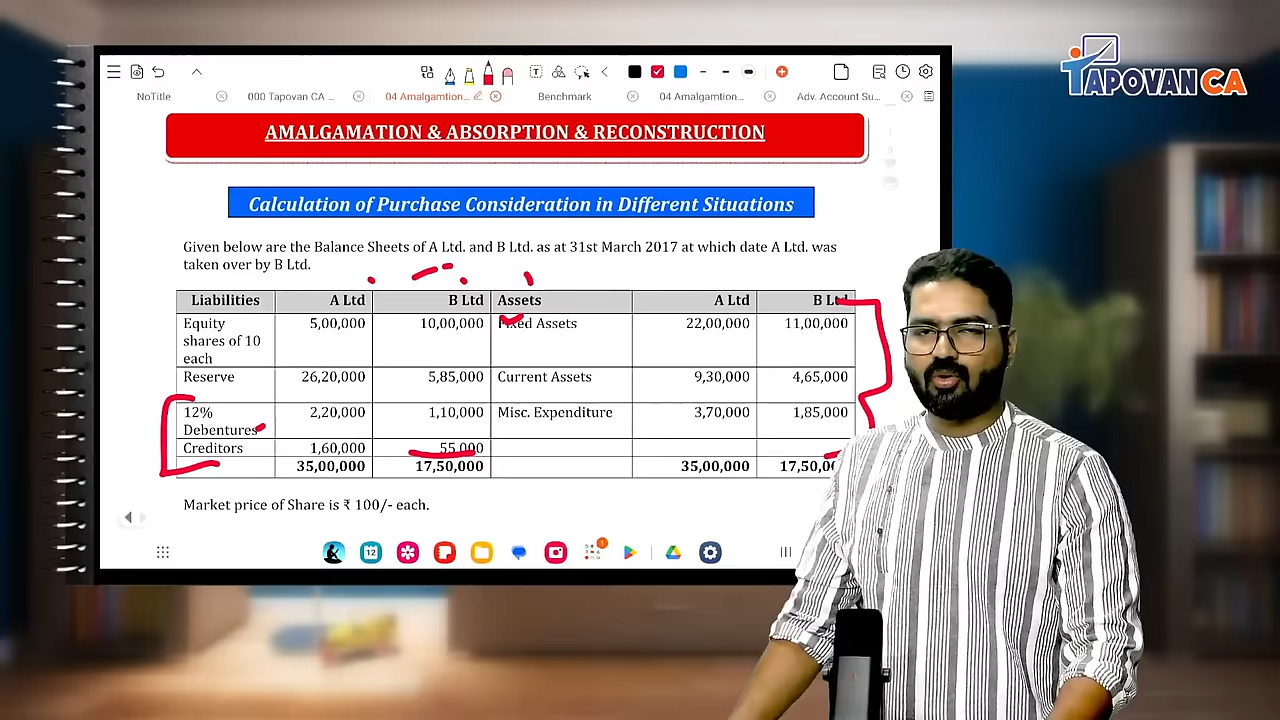 TAPOVAN CA
NoTitle
000 Tapovan CA ...
04 Amalgamtion...
Benchmark
04 Amalgamtion...
Adv. Account Su...
AMALGAMATION & ABSORPTION & RECONSTRUCTION
Calculation of Purchase Consideration in Different Situations
Given below are the Balance Sheets of A Ltd. and B Ltd. as at 31st March 2017 at which date A Ltd. was
taken over by B Ltd.
Liabilities A Ltd B Ltd Assets A Ltd B Ltd
Equity 5,00,000 10,00,000 Fixed Assets 22,00,000 11,00,000
shares of 10
each
Reserve 26,20,000 5,85,000 Current Assets 9,30,000 4,65,000
12% 2,20,000 1,10,000 Misc. Expenditure 3,70,000 1,85,000
Debentures
Creditors 1,60,000 55,000
35,00,000 17,50,000 35,00,000
Market price of Share is ₹ 100/- each.
12
1